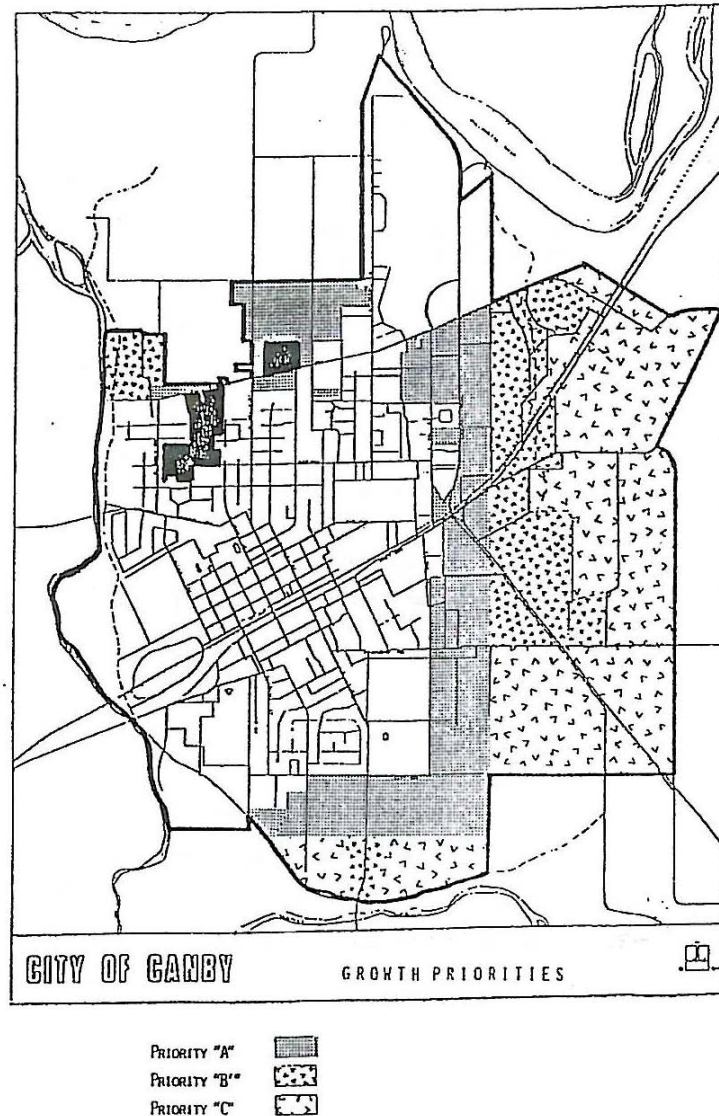 CITY OF CANBY
GROWTH PRIORITIES
PRIORITY "A"
PRIORITY "B'"
PRIORITY "C"